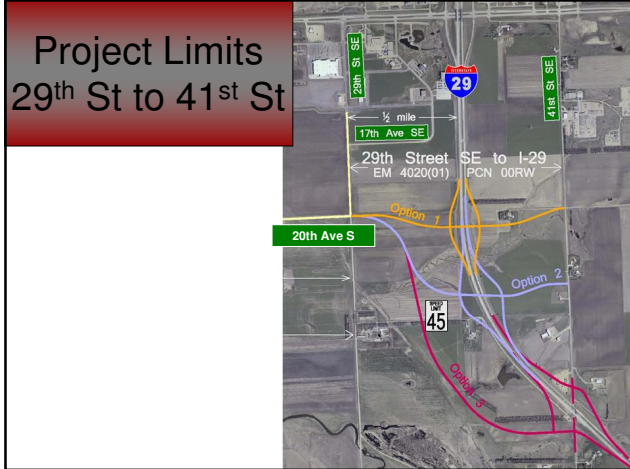 Project Limits
29th St to 41st St
29th St SE
INTERSTATE
29
41st St SE
½ mile
17th Ave SE
29th Street SE to I-29
EM 4020(01) PCN 00RW
Option 1
20th Ave S
Option 2
SPEED
LIMIT
45
Option 3